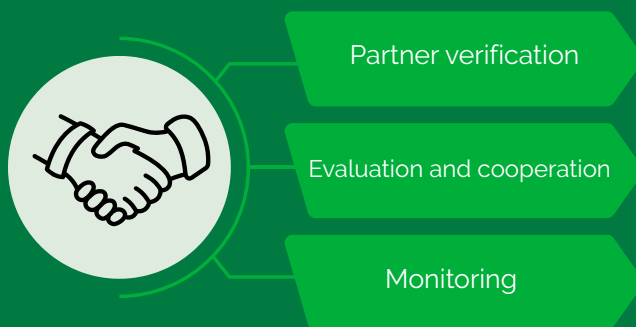 Partner verification
Evaluation and cooperation
Monitoring